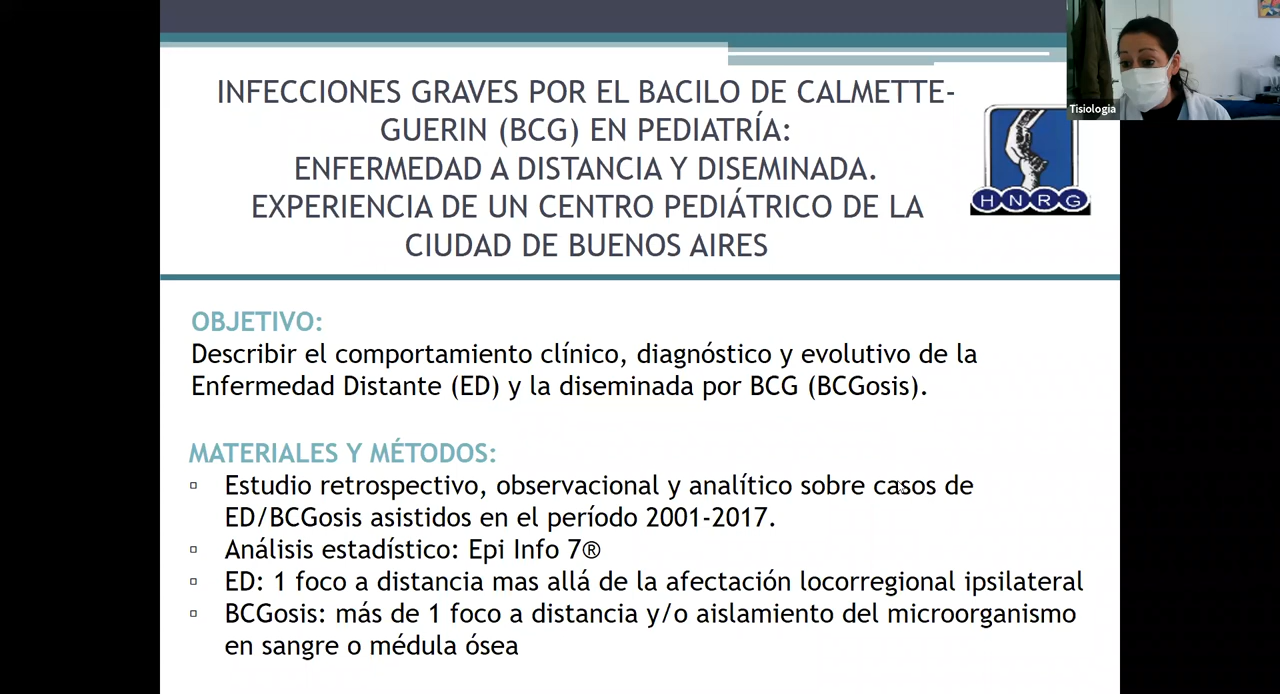 INFECCIONES GRAVES POR EL BACILO DE CALMETTE-
GUERIN (BCG) EN PEDIATRÍA:
ENFERMEDAD A DISTANCIA Y DISEMINADA.
EXPERIENCIA DE UN CENTRO PEDIÁTRICO DE LA
CIUDAD DE BUENOS AIRES
Tisiologia
HNRG
OBJETIVO:
Describir el comportamiento clínico, diagnóstico y evolutivo de la
Enfermedad Distante (ED) y la diseminada por BCG (BCGosis).
MATERIALES Y MÉTODOS:
▫ Estudio retrospectivo, observacional y analítico sobre casos de
ED/BCGosis asistidos en el período 2001-2017.
▫ Análisis estadístico: Epi Info 7®
▫ ED: 1 foco a distancia mas allá de la afectación locorregional ipsilateral
▫ BCGosis: más de 1 foco a distancia y/o aislamiento del microorganismo
en sangre o médula ósea